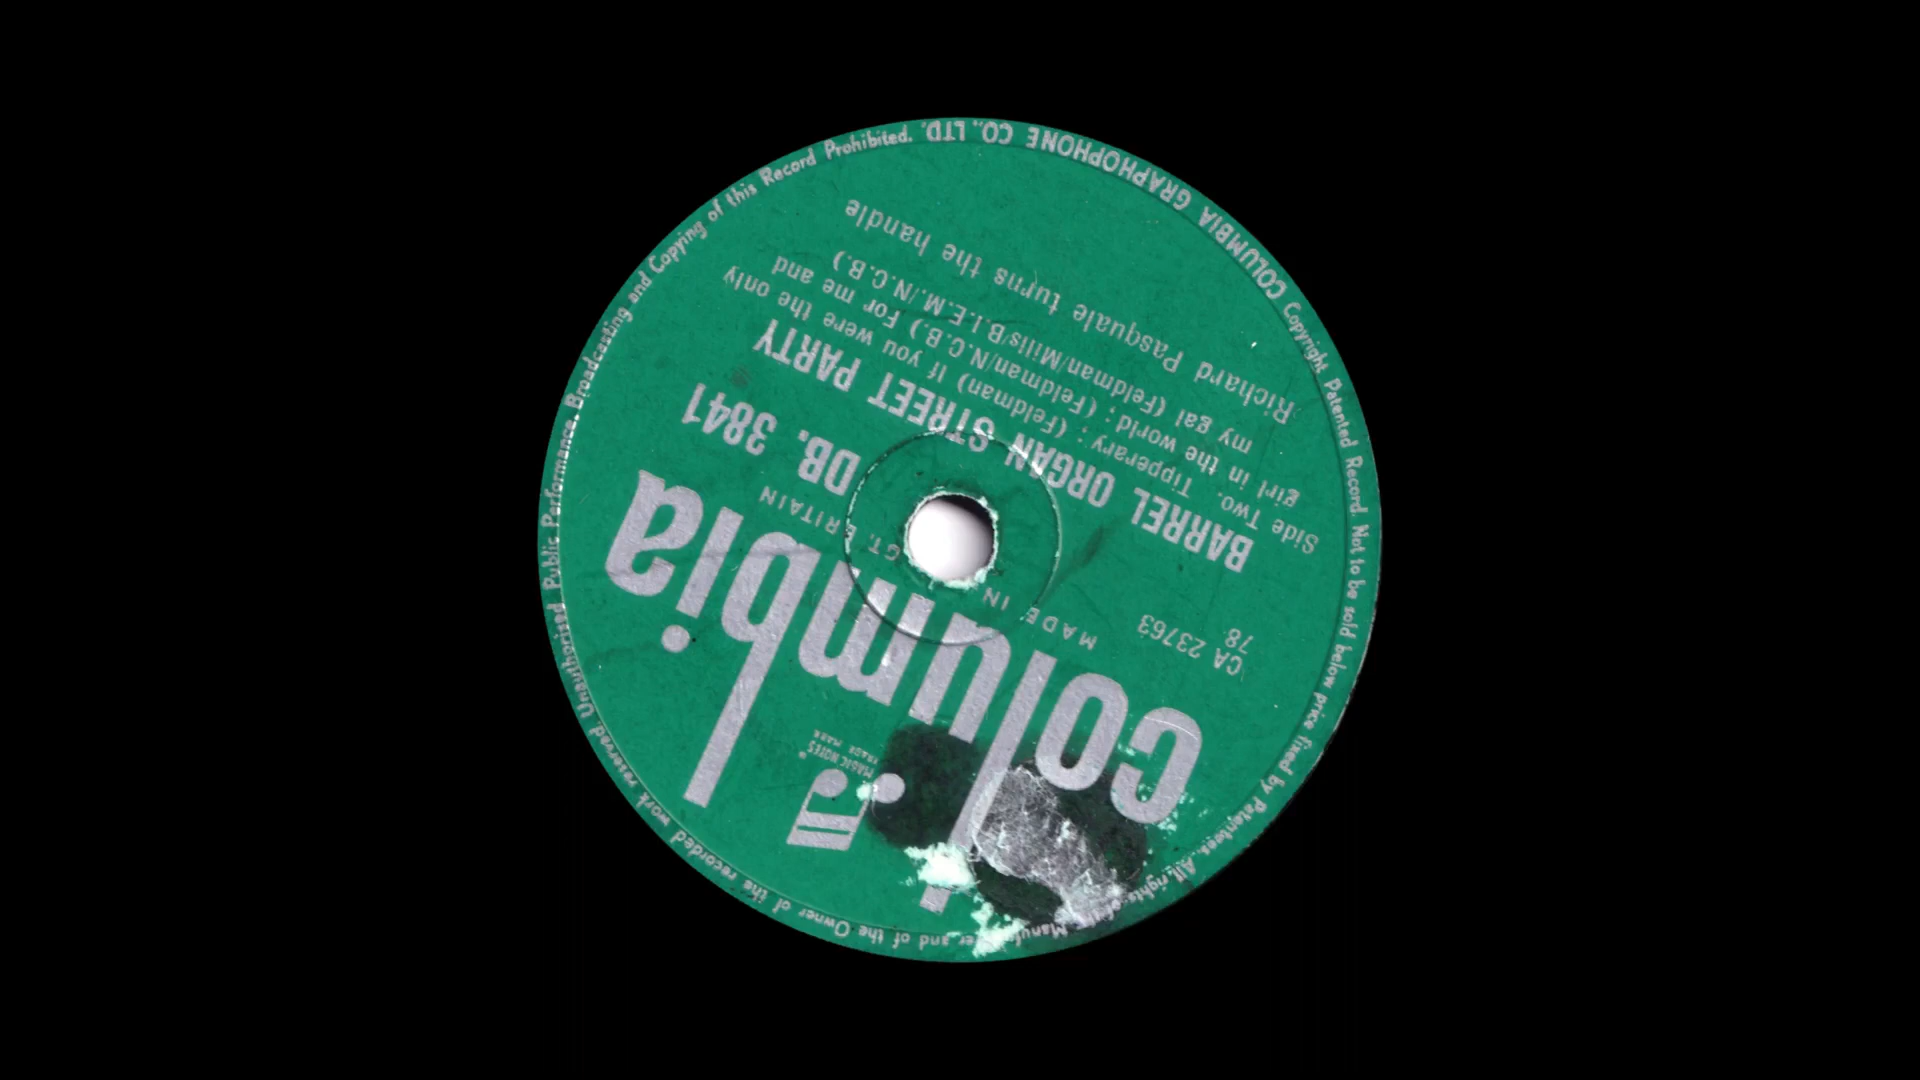 Columbia
MAGIC NOTES
TRADE MARK
MADE IN GT. BRITAIN
CA 23763
78
DB. 3841
BARREL ORGAN STREET PARTY
Side Two. Tipperary ; (Feldman) If you were the only
girl in the world ; (Feldman/N.C.B.) For me and
my gal (Feldman/Mills/B.I.E.M./N.C.B.)
Richard Pasquale turns the handle
COLUMBIA GRAPHOPHONE CO., LTD. Copyright Patented Record. Not to be sold below price fixed by Patentees. All rights of the and of the Owner of the recorded work reserved. Unauthorised Public Performance, Broadcasting and Copying of this Record Prohibited.